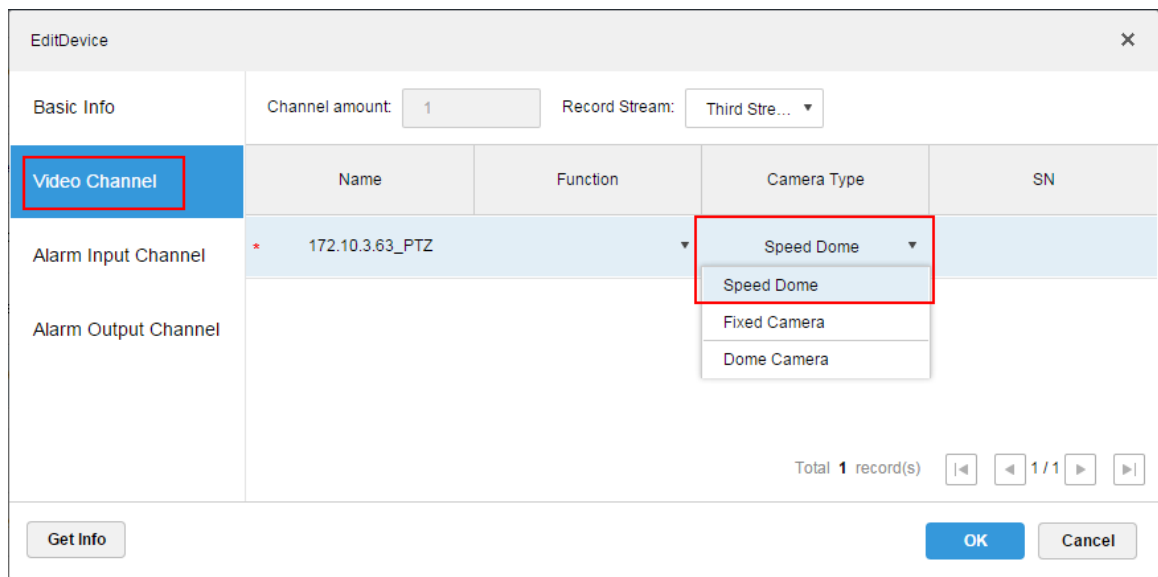 EditDevice ×
Basic Info
Channel amount: 1 Record Stream: Third Stre...
Video Channel
Name Function Camera Type SN
* 172.10.3.63_PTZ Speed Dome
Alarm Input Channel
Speed Dome
Fixed Camera
Alarm Output Channel
Dome Camera
Total 1 record(s) 1 / 1
Get Info OK Cancel